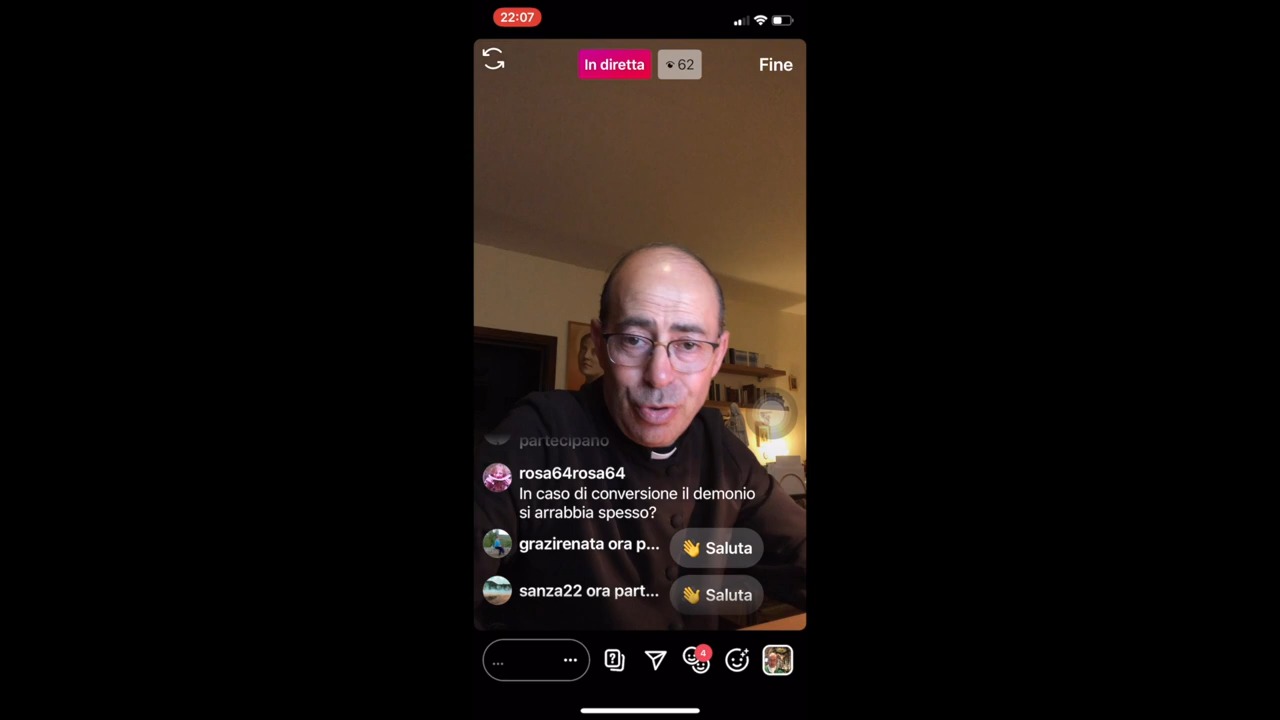 22:07
In diretta
62
Fine
partecipano
rosa64rosa64
In caso di conversione il demonio
si arrabbia spesso?
grazirenata ora p...
👋 Saluta
sanza22 ora part...
👋 Saluta
...
4